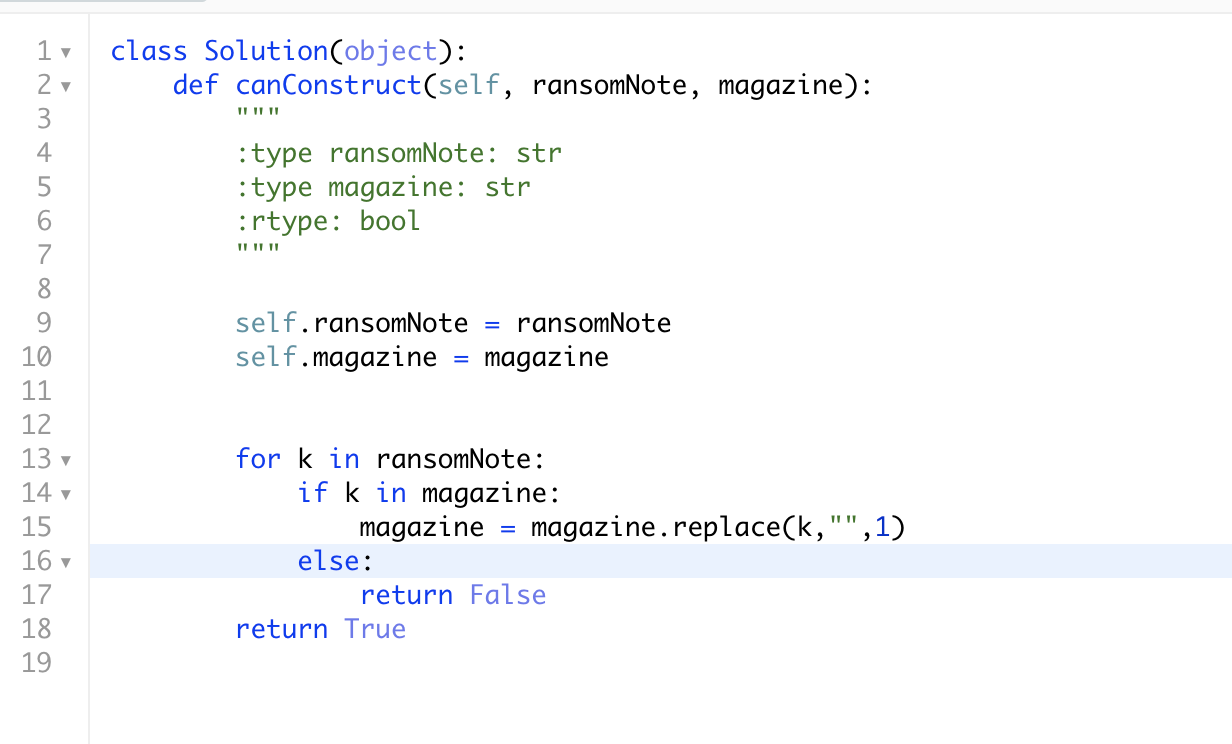 1 class Solution(object):
2 def canConstruct(self, ransomNote, magazine):
3 """
4 :type ransomNote: str
5 :type magazine: str
6 :rtype: bool
7 """
8
9 self.ransomNote = ransomNote
10 self.magazine = magazine
11
12
13 for k in ransomNote:
14 if k in magazine:
15 magazine = magazine.replace(k,"",1)
16 else:
17 return False
18 return True
19